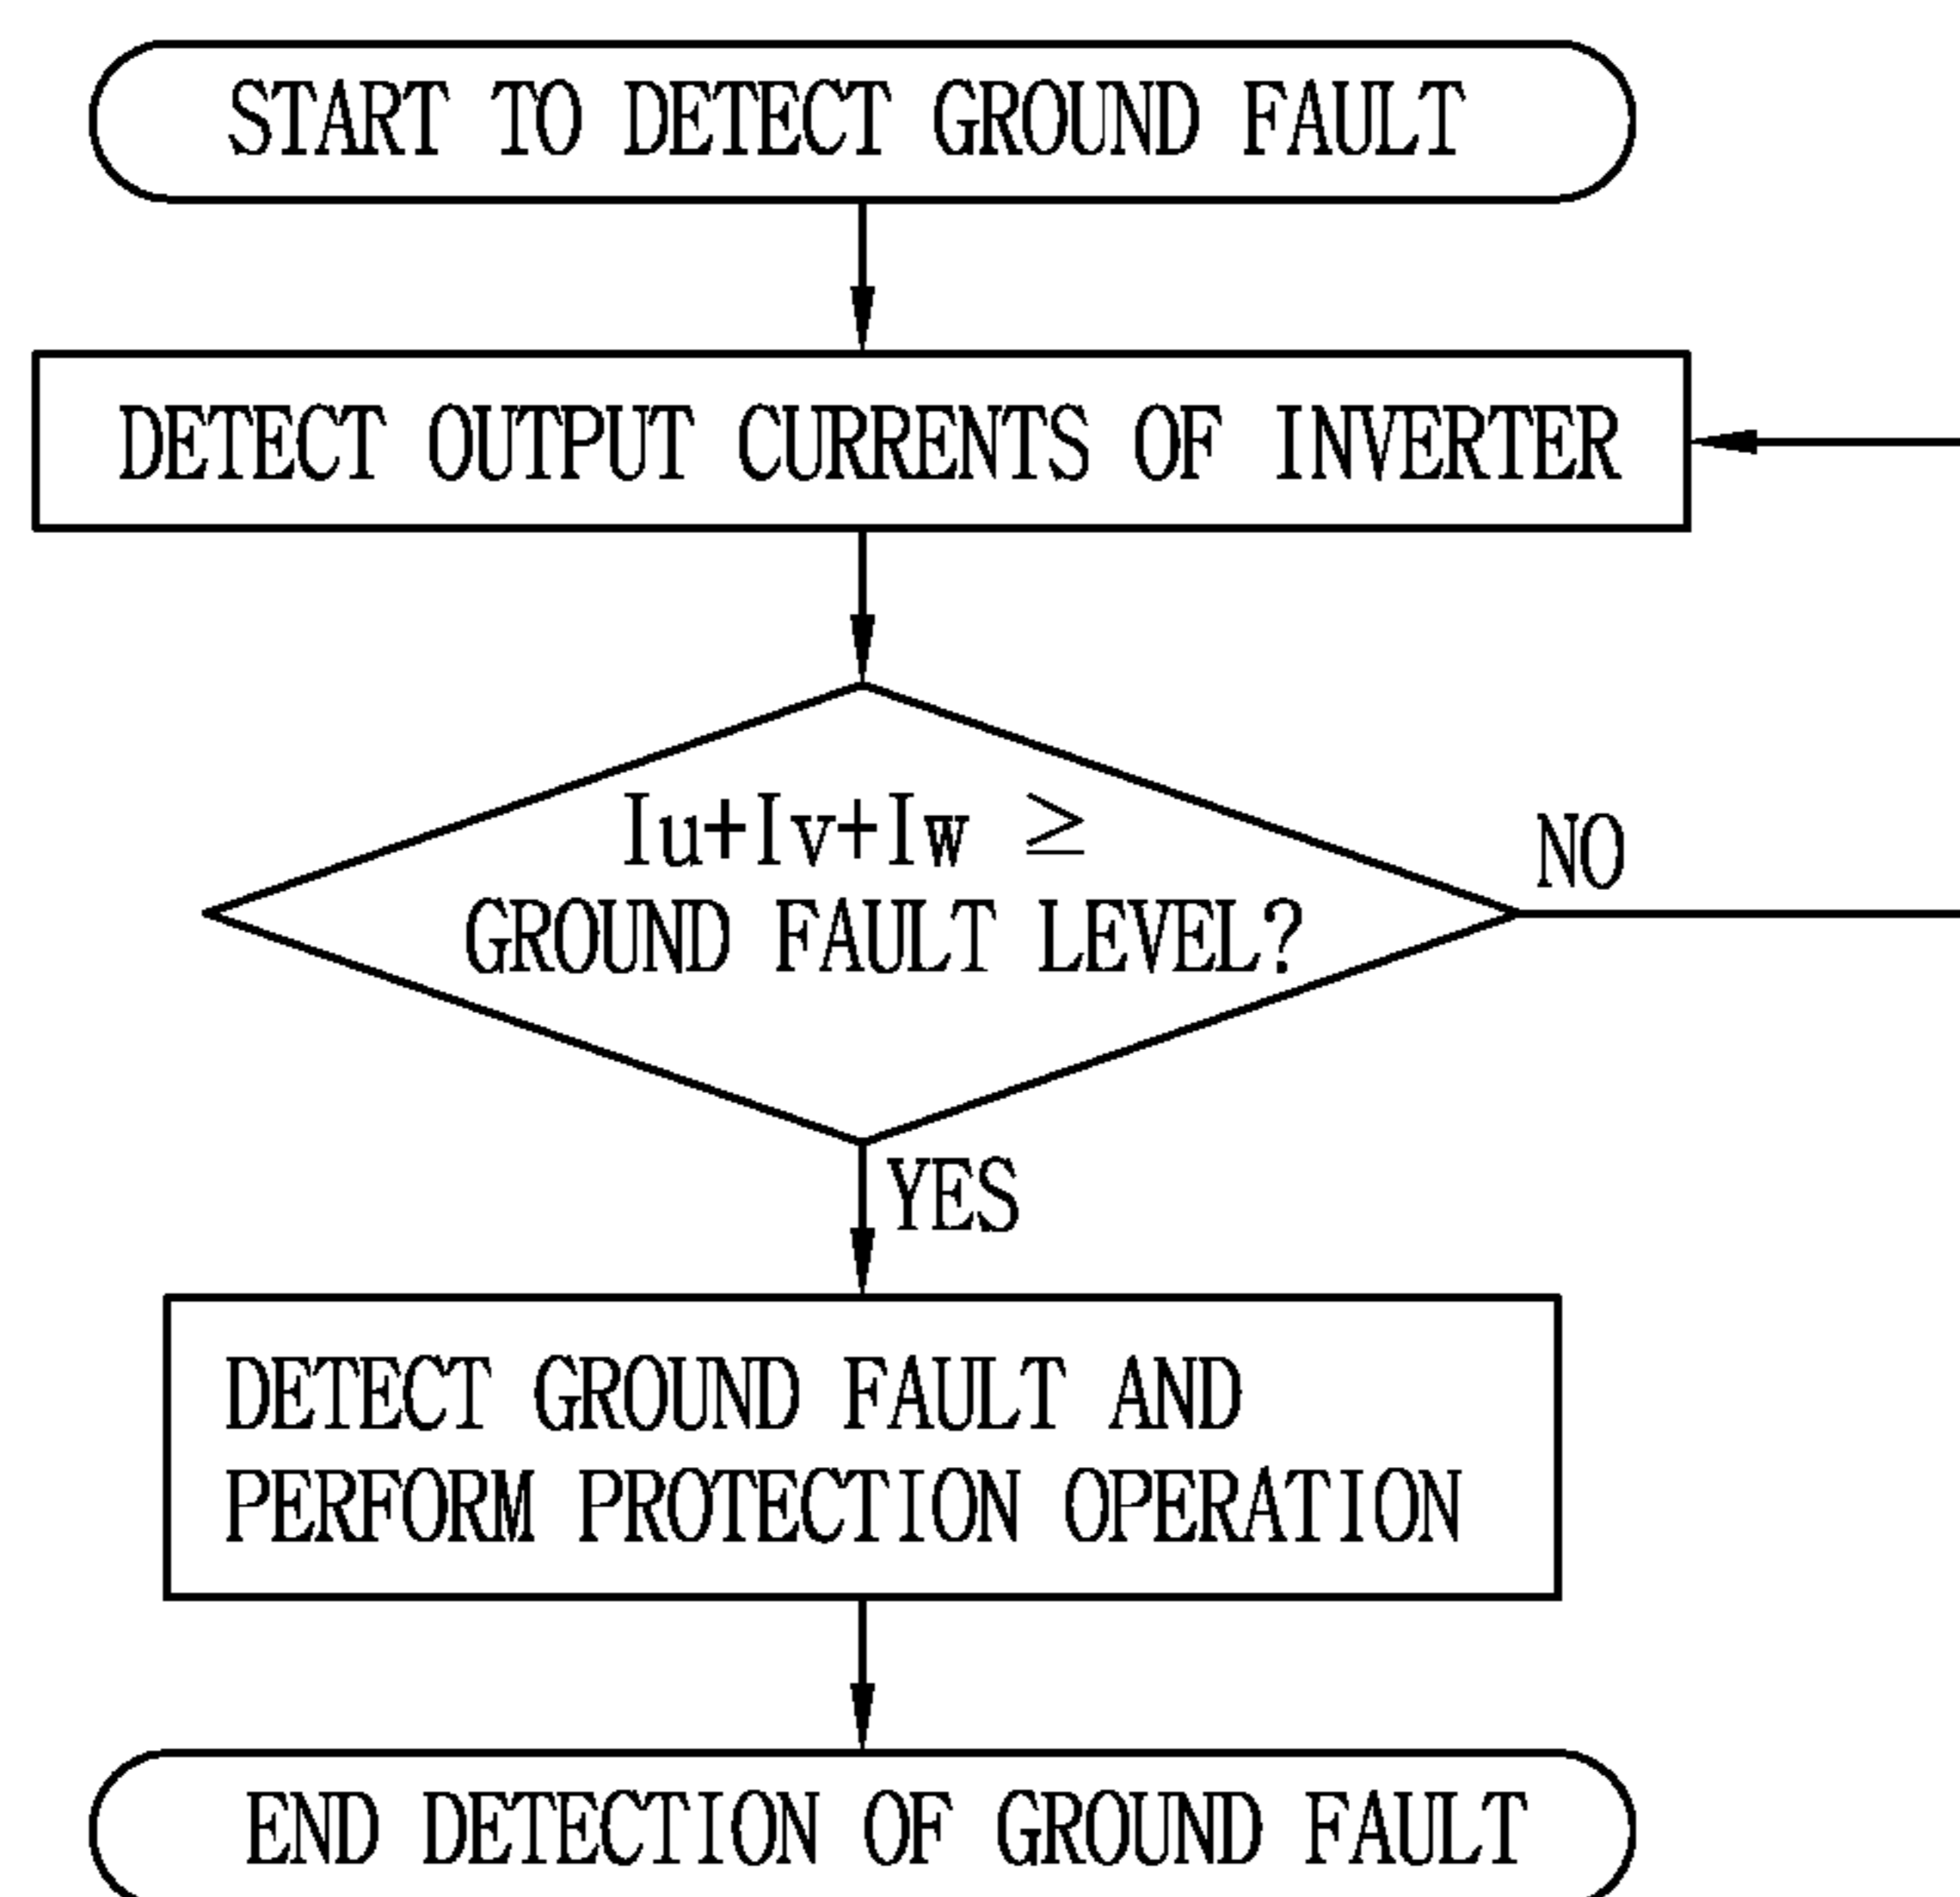 START TO DETECT GROUND FAULT
DETECT OUTPUT CURRENTS OF INVERTER
Iu+Iv+Iw ≥
GROUND FAULT LEVEL?
NO
YES
DETECT GROUND FAULT AND
PERFORM PROTECTION OPERATION
END DETECTION OF GROUND FAULT